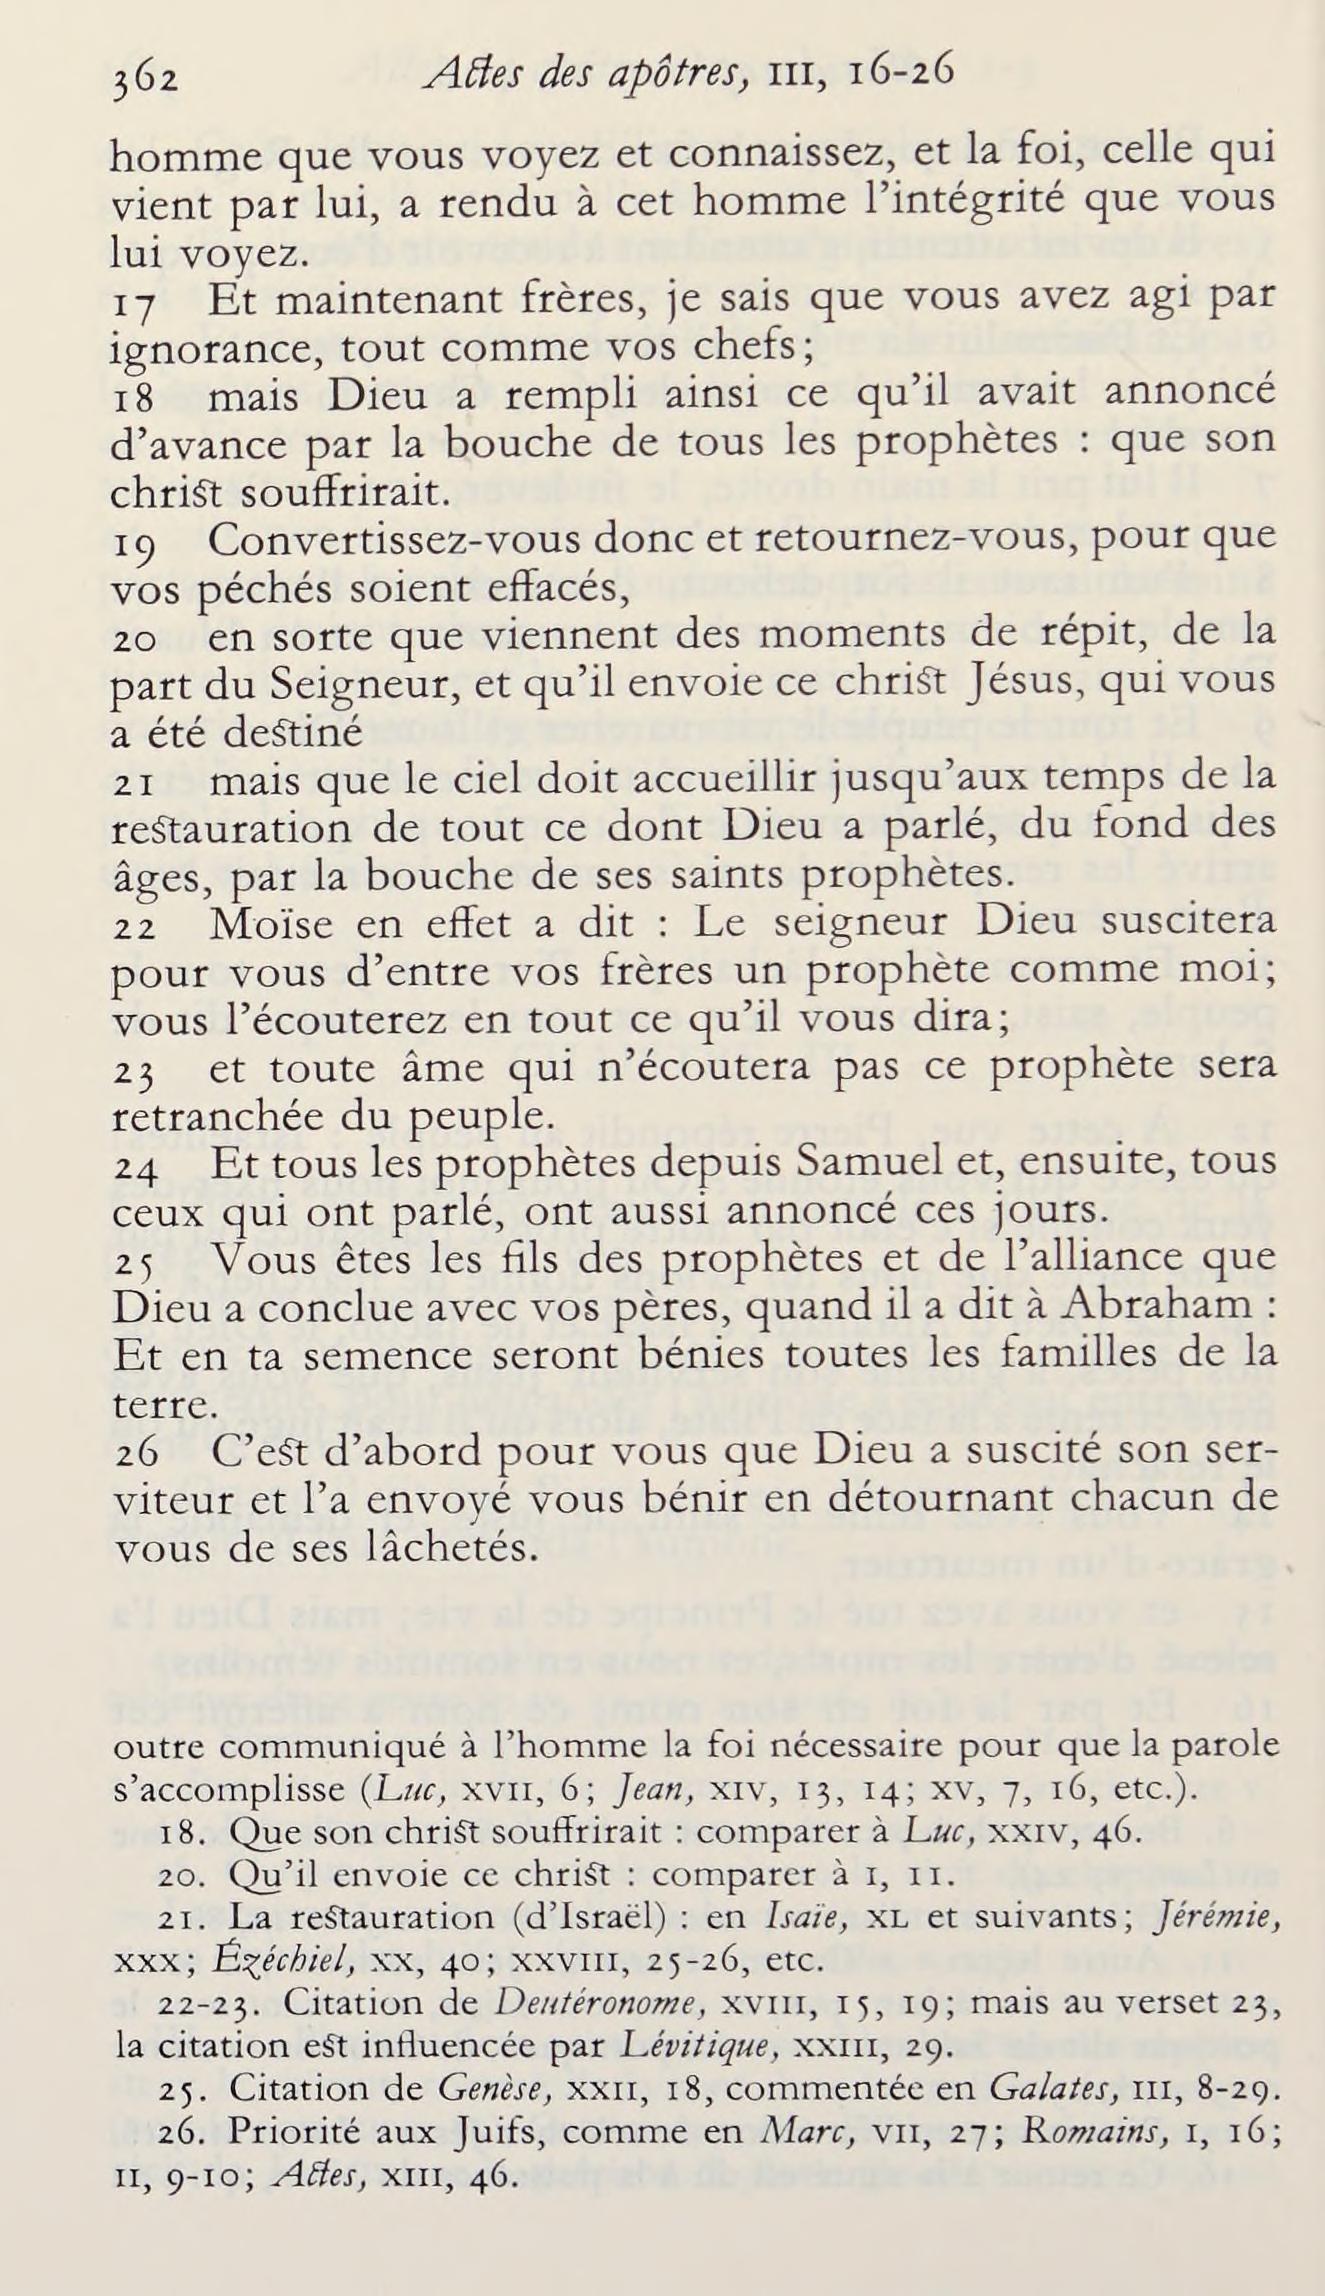 362 Actes des apôtres, III, 16-26
homme que vous voyez et connaissez, et la foi, celle qui
vient par lui, a rendu à cet homme l’intégrité que vous
lui voyez.
17 Et maintenant frères, je sais que vous avez agi par
ignorance, tout comme vos chefs;
18 mais Dieu a rempli ainsi ce qu’il avait annoncé
d’avance par la bouche de tous les prophètes : que son
christ souffrirait.
19 Convertissez-vous donc et retournez-vous, pour que
vos péchés soient effacés,
20 en sorte que viennent des moments de répit, de la
part du Seigneur, et qu’il envoie ce christ Jésus, qui vous
a été destiné
21 mais que le ciel doit accueillir jusqu’aux temps de la
restauration de tout ce dont Dieu a parlé, du fond des
âges, par la bouche de ses saints prophètes.
22 Moïse en effet a dit : Le seigneur Dieu suscitera
pour vous d’entre vos frères un prophète comme moi;
vous l’écouterez en tout ce qu’il vous dira;
23 et toute âme qui n’écoutera pas ce prophète sera
retranchée du peuple.
24 Et tous les prophètes depuis Samuel et, ensuite, tous
ceux qui ont parlé, ont aussi annoncé ces jours.
25 Vous êtes les fils des prophètes et de l’alliance que
Dieu a conclue avec vos pères, quand il a dit à Abraham :
Et en ta semence seront bénies toutes les familles de la
terre.
26 C’est d’abord pour vous que Dieu a suscité son ser-
viteur et l’a envoyé vous bénir en détournant chacun de
vous de ses lâchetés.
outre communiqué à l’homme la foi nécessaire pour que la parole
s’accomplisse (Luc, XVII, 6; Jean, XIV, 13, 14; XV, 7, 16, etc.).
18. Que son christ souffrirait : comparer à Luc, XXIV, 46.
20. Qu’il envoie ce christ : comparer à I, 11.
21. La restauration (d’Israël) : en Isaïe, XL et suivants; Jérémie,
XXX; Ézéchiel, XX, 40; XXVIII, 25-26, etc.
22-23. Citation de Deutéronome, XVIII, 15, 19; mais au verset 23,
la citation est influencée par Lévitique, XXIII, 29.
25. Citation de Genèse, XXII, 18, commentée en Galates, III, 8-29.
26. Priorité aux Juifs, comme en Marc, VII, 27; Romains, I, 16;
II, 9-10; Actes, XIII, 46.